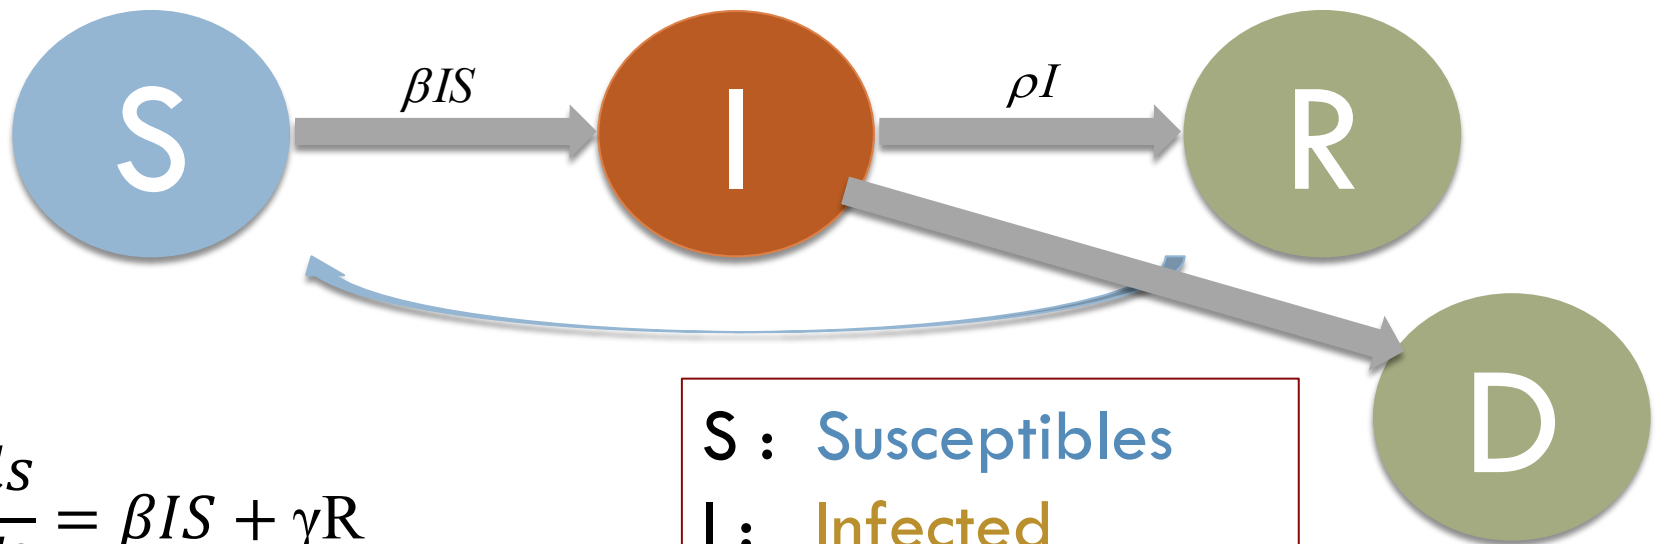 βIS
ρI
S
I
R
D
= βIS + γR
S : Susceptibles
I : Infected